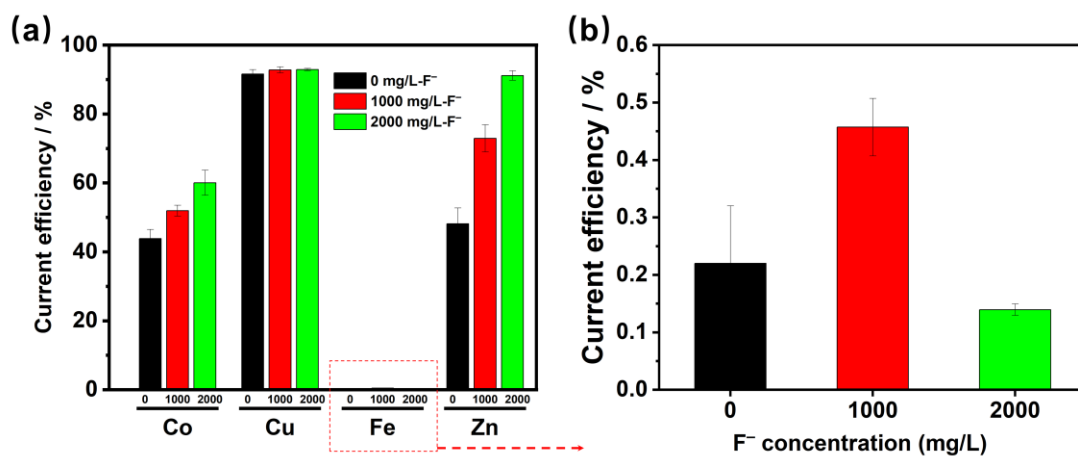 (a)
Current efficiency / %
100
80
60
40
20
0
0 mg/L-F⁻
1000 mg/L-F⁻
2000 mg/L-F⁻
0 1000 2000 0 1000 2000 0 1000 2000 0 1000 2000
Co Cu Fe Zn
(b)
Current efficiency / %
0.6
0.5
0.4
0.3
0.2
0.1
0.0
0 1000 2000
F⁻ concentration (mg/L)